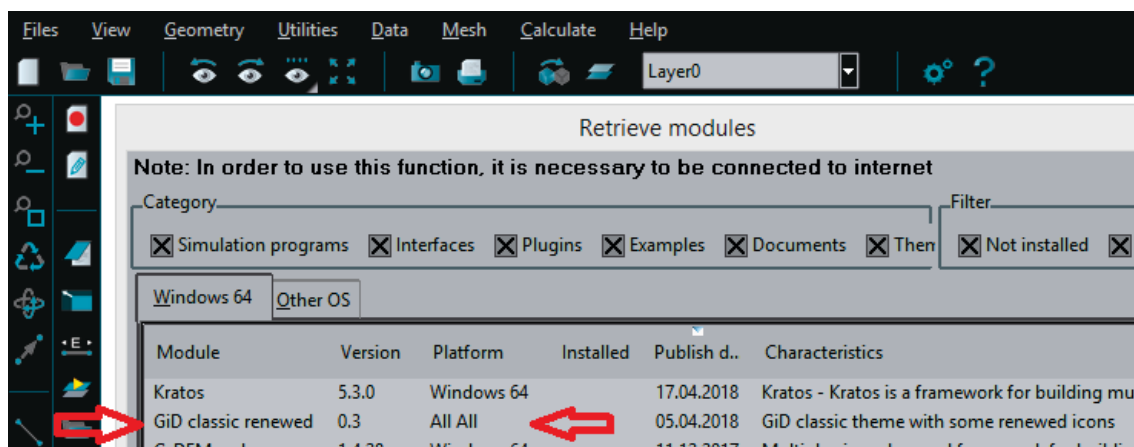 Files View Geometry Utilities Data Mesh Calculate Help
Layer0
Retrieve modules
Note: In order to use this function, it is necessary to be connected to internet
Category Filter
Simulation programs Interfaces Plugins Examples Documents Not installed
Windows 64 Other OS
Module Version Platform Installed Publish d.. Characteristics
Kratos 5.3.0 Windows 64 17.04.2018 Kratos - Kratos is a framework for building mu
GiD classic renewed 0.3 All All 05.04.2018 GiD classic theme with some renewed icons
E